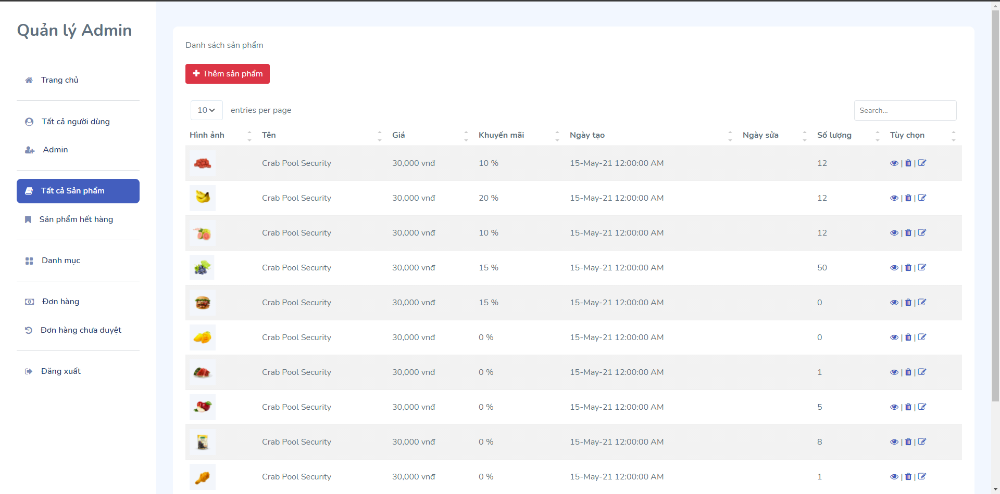 Quản lý Admin
Trang chủ
Tất cả người dùng
Admin
Tất cả Sản phẩm
Sản phẩm hết hàng
Danh mục
Đơn hàng
Đơn hàng chưa duyệt
Đăng xuất
Danh sách sản phẩm
Thêm sản phẩm
10 entries per page
Search...
Hình ảnh Tên Giá Khuyến mãi Ngày tạo Ngày sửa Số lượng Tùy chọn
Crab Pool Security 30,000 vnđ 10 % 15-May-21 12:00:00 AM 12 | |
Crab Pool Security 30,000 vnđ 20 % 15-May-21 12:00:00 AM 12 | |
Crab Pool Security 30,000 vnđ 10 % 15-May-21 12:00:00 AM 12 | |
Crab Pool Security 30,000 vnđ 15 % 15-May-21 12:00:00 AM 50 | |
Crab Pool Security 30,000 vnđ 15 % 15-May-21 12:00:00 AM 0 | |
Crab Pool Security 30,000 vnđ 0 % 15-May-21 12:00:00 AM 0 | |
Crab Pool Security 30,000 vnđ 0 % 15-May-21 12:00:00 AM 1 | |
Crab Pool Security 30,000 vnđ 0 % 15-May-21 12:00:00 AM 5 | |
Crab Pool Security 30,000 vnđ 0 % 15-May-21 12:00:00 AM 8 | |
Crab Pool Security 30,000 vnđ 0 % 15-May-21 12:00:00 AM 1 | |